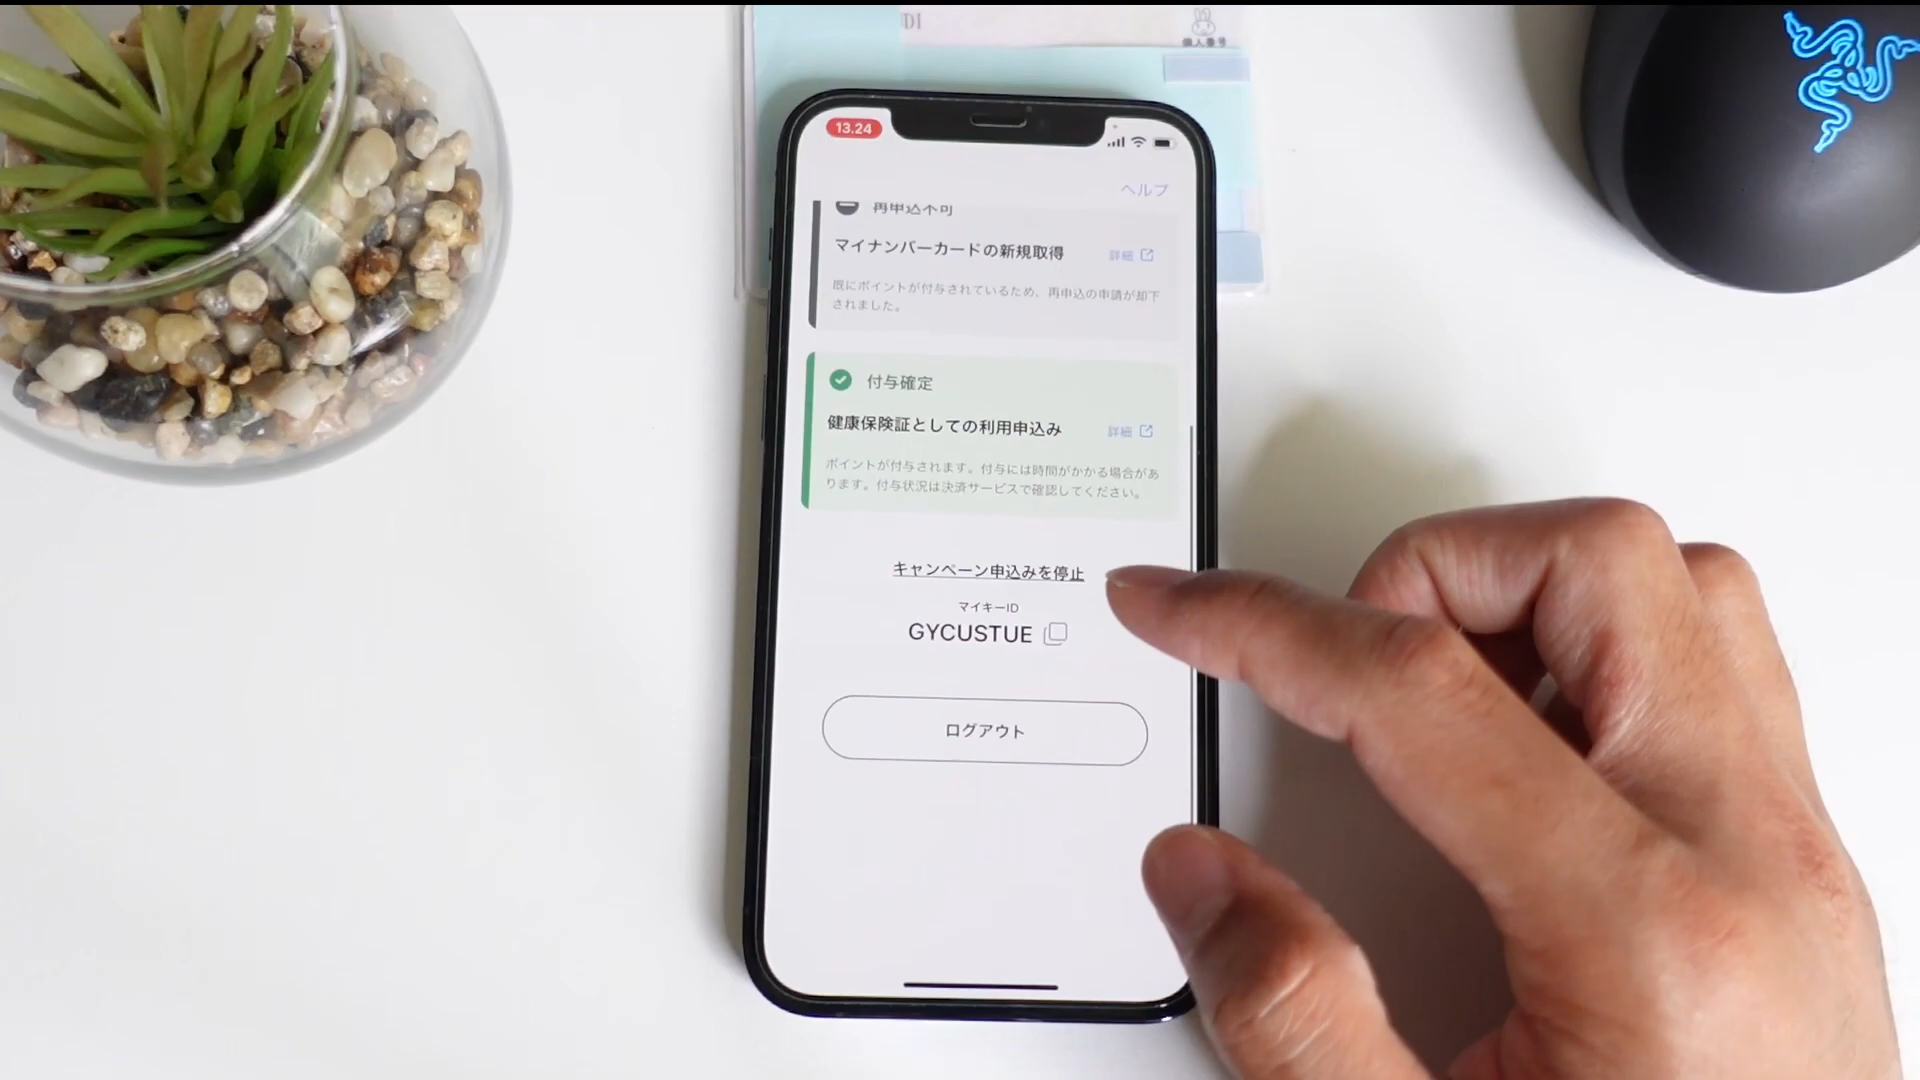 DI
個人番号
13.24
ヘルプ
再申込不可
マイナンバーカードの新規取得
詳細
既にポイントが付与されているため、再申込の申請が却下
されました。
付与確定
健康保険証としての利用申込み
詳細
ポイントが付与されます。付与には時間がかかる場合があ
ります。付与状況は決済サービスで確認してください。
キャンペーン申込みを停止
マイキーID
GYCUSTUE
ログアウト